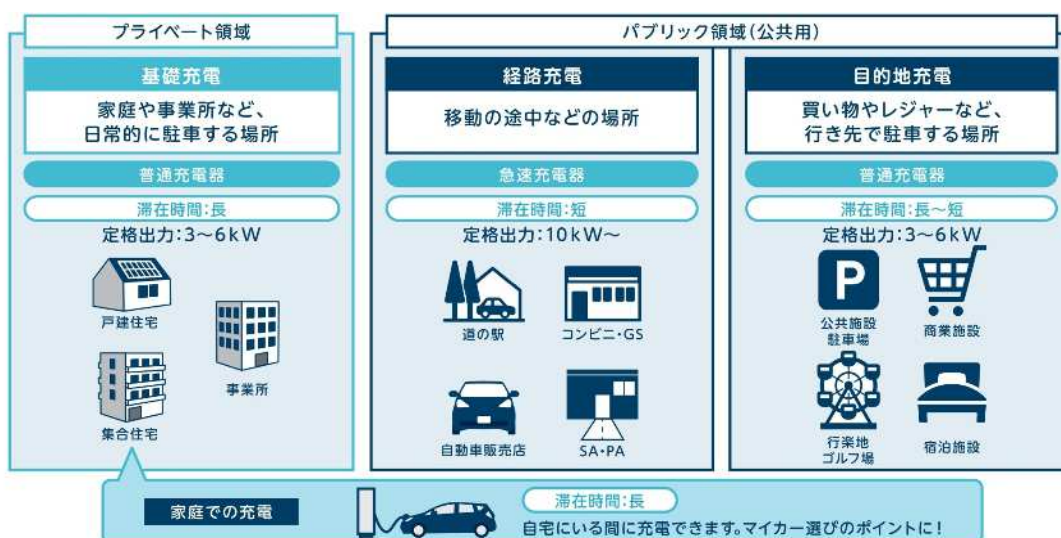 プライベート領域
基礎充電
家庭や事業所など、
日常的に駐車する場所
普通充電器
滞在時間:長
定格出力:3〜6kW
戸建住宅
事業所
集合住宅
パブリック領域(公共用)
経路充電
移動の途中などの場所
急速充電器
滞在時間:短
定格出力:10kW〜
道の駅
コンビニ・GS
自動車販売店
SA・PA
目的地充電
買い物やレジャーなど、
行き先で駐車する場所
普通充電器
滞在時間:長〜短
定格出力:3〜6kW
P
公共施設
駐車場
商業施設
行楽地
ゴルフ場
宿泊施設
家庭での充電
滞在時間:長
自宅にいる間に充電できます。マイカー選びのポイントに!